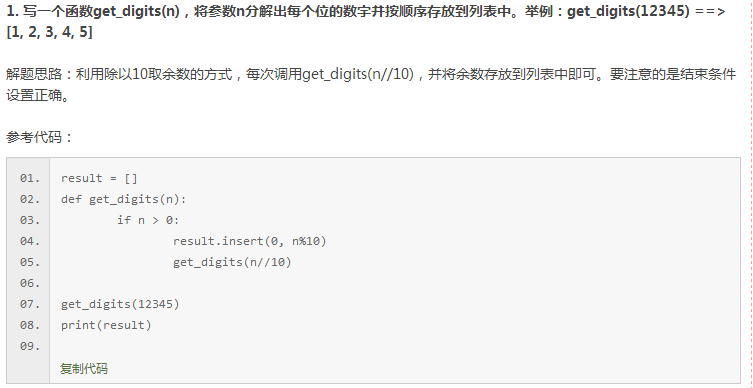 1. 写一个函数get_digits(n)，将参数n分解出每个位的数字并按顺序存放到列表中。举例：get_digits(12345) ==>
[1, 2, 3, 4, 5]
解题思路：利用除以10取余数的方式，每次调用get_digits(n//10)，并将余数存放到列表中即可。要注意的是结束条件
设置正确。
参考代码：
01. result = []
02. def get_digits(n):
03. if n > 0:
04. result.insert(0, n%10)
05. get_digits(n//10)
06.
07. get_digits(12345)
08. print(result)
09.
复制代码